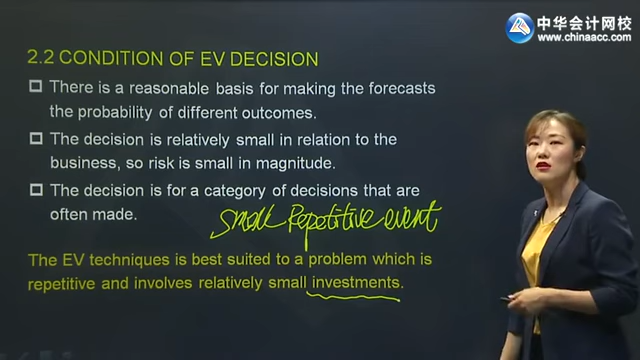 中华会计网校
www.chinaacc.com
2.2 CONDITION OF EV DECISION
There is a reasonable basis for making the forecasts
the probability of different outcomes.
The decision is relatively small in relation to the
business, so risk is small in magnitude.
The decision is for a category of decisions that are
often made.
small Repetitive event
The EV techniques is best suited to a problem which is
repetitive and involves relatively small investments.